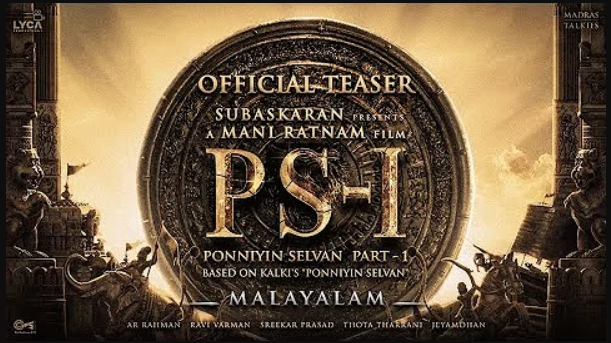 LYCA
PRODUCTIONS
MADRAS
TALKIES
OFFICIAL TEASER
SUBASKARAN PRESENTS
A MANI RATNAM FILM
PS-I
PONNIYIN SELVAN PART - 1
BASED ON KALKI'S "PONNIYIN SELVAN"
MALAYALAM
AR RAHMAN RAVI VARMAN SREEKAR PRASAD THOTA THARRANI JEYAMOHAN